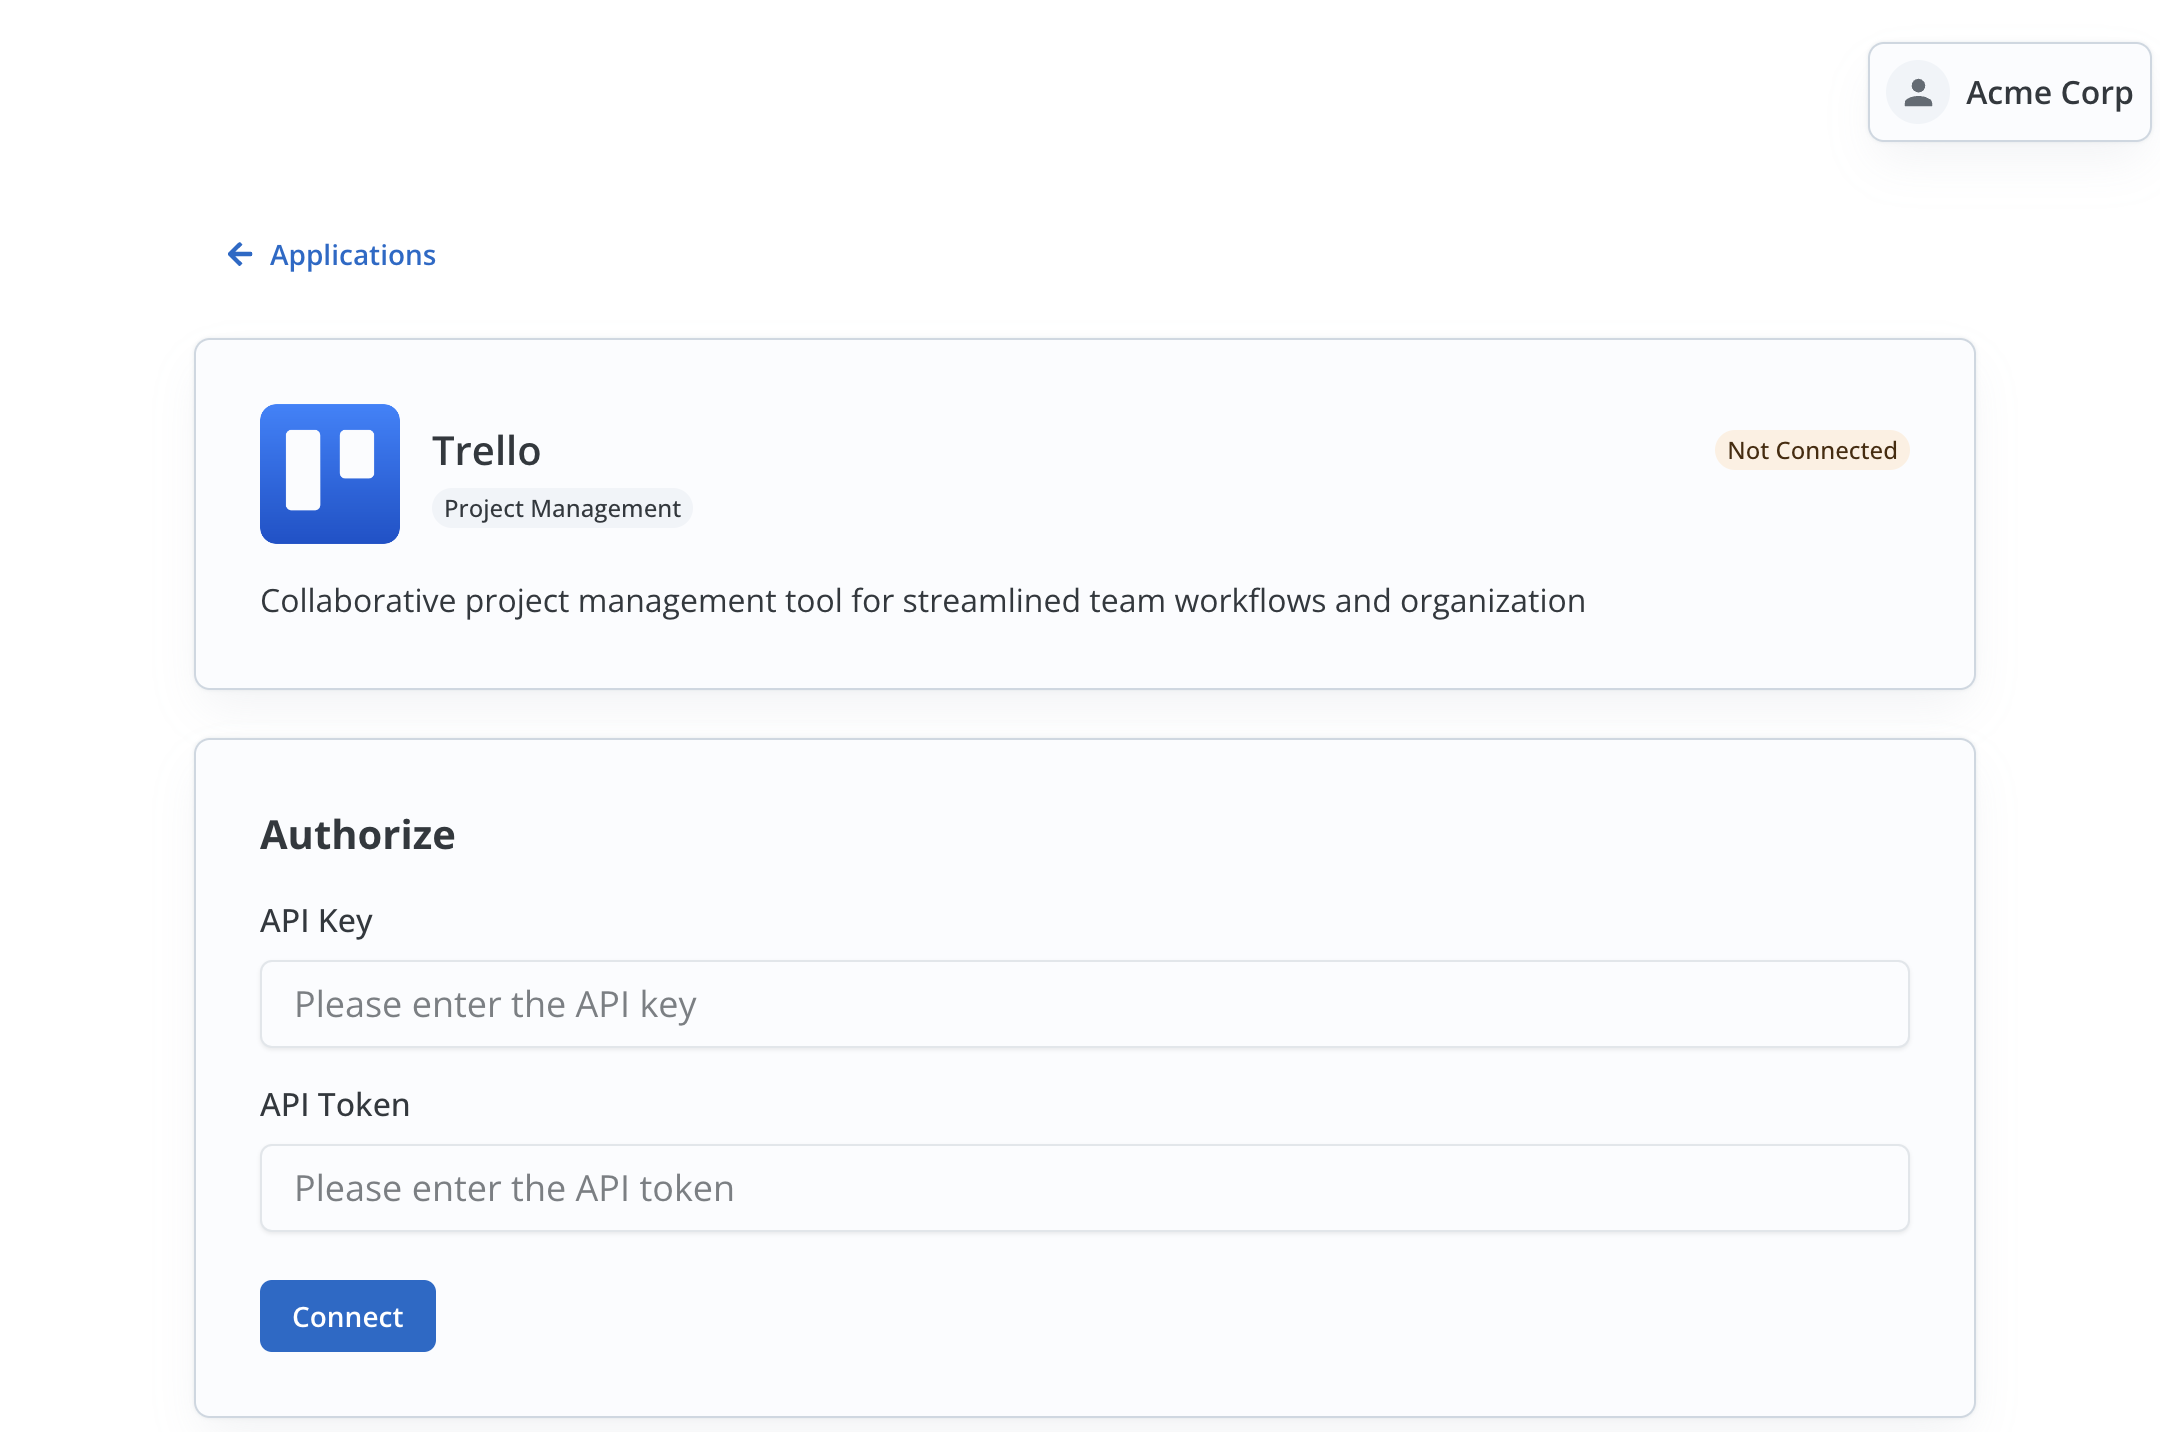 Acme Corp
Applications
Trello
Not Connected
Project Management
Collaborative project management tool for streamlined team workflows and organization
Authorize
API Key
Please enter the API key
API Token
Please enter the API token
Connect